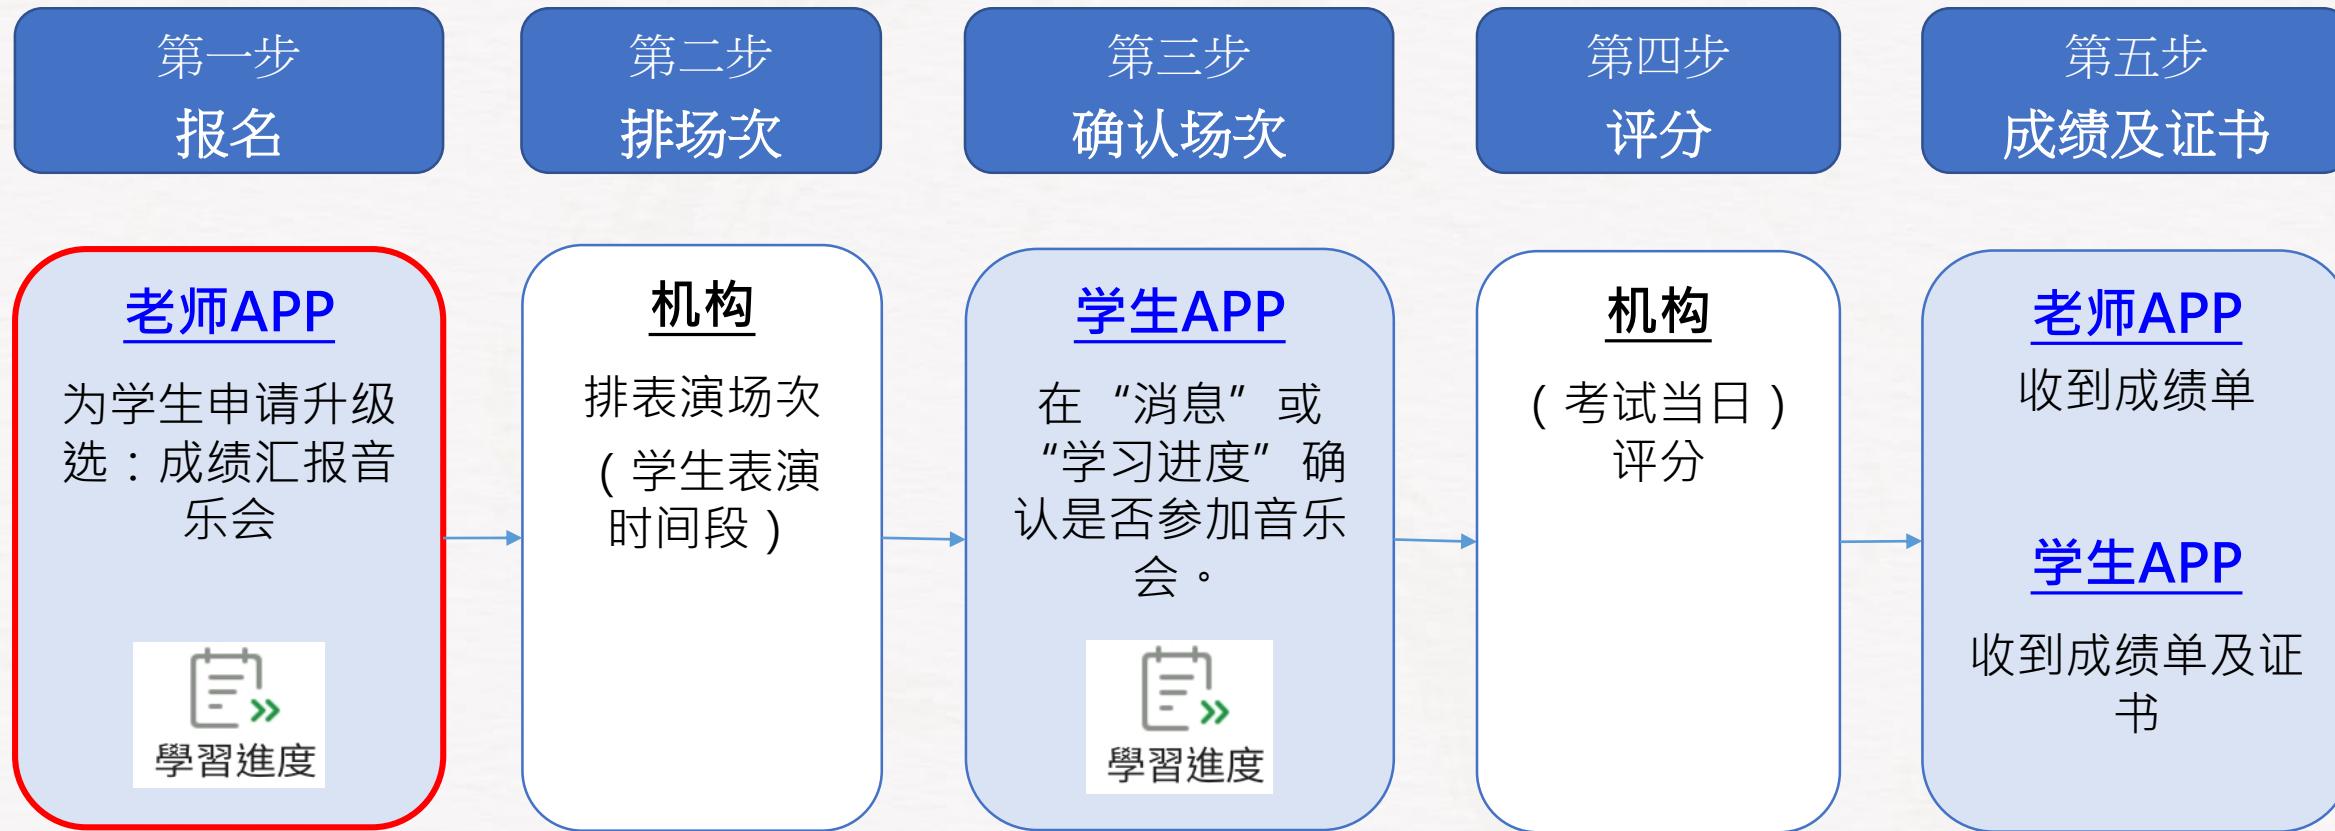 第一步
报名
第二步
排场次
第三步
确认场次
第四步
评分
第五步
成绩及证书
老师APP
为学生申请升级
选：成绩汇报音
乐会
學習進度
机构
排表演场次
（学生表演
时间段）
学生APP
在“消息”或
“学习进度”确
认是否参加音乐
会。
學習進度
机构
（考试当日）
评分
老师APP
收到成绩单
学生APP
收到成绩单及证
书